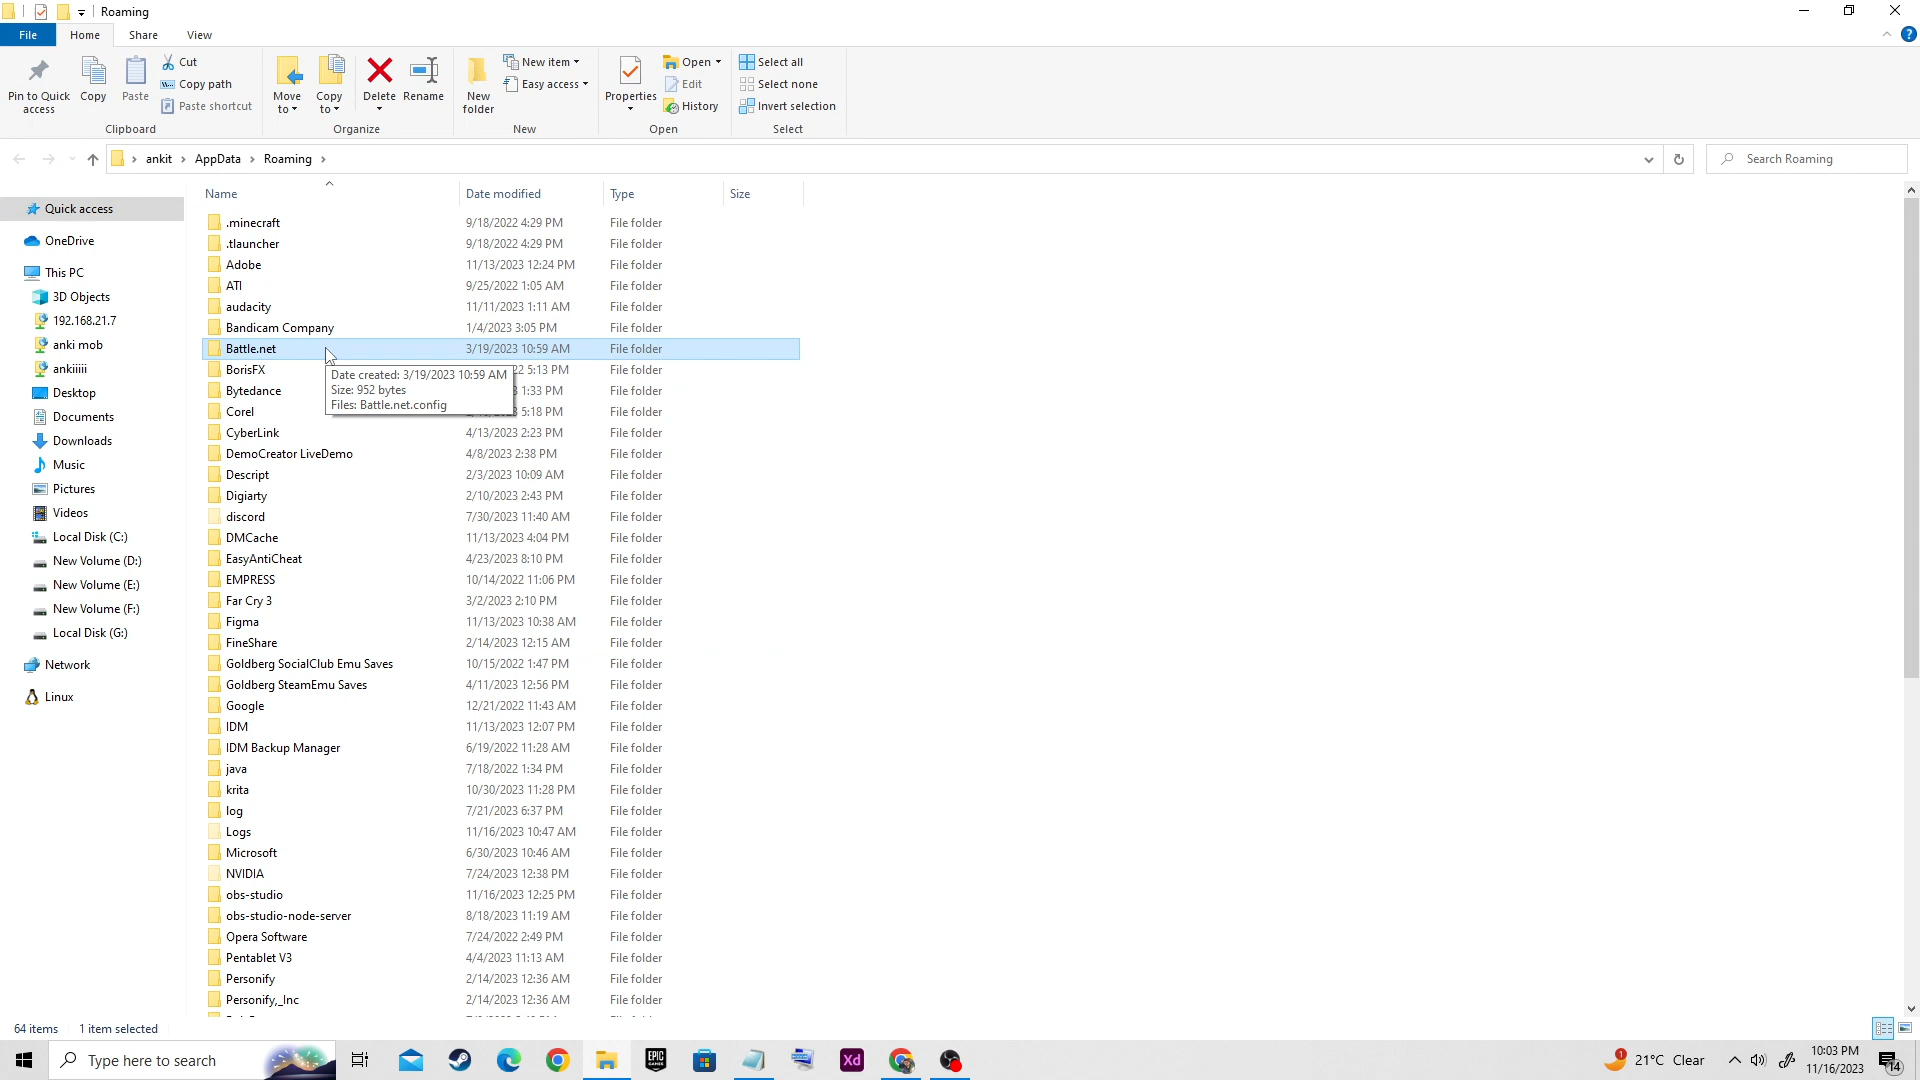 Roaming
File Home Share View
Pin to Quick access
Copy
Paste
Cut
Copy path
Paste shortcut
Clipboard
Move to
Copy to
Delete
Rename
Organize
New folder
New item
Easy access
New
Properties
Open
Edit
History
Open
Select all
Select none
Invert selection
Select
ankit › AppData › Roaming ›
Search Roaming
Quick access
OneDrive
This PC
3D Objects
192.168.21.7
anki mob
ankiiiii
Desktop
Documents
Downloads
Music
Pictures
Videos
Local Disk (C:)
New Volume (D:)
New Volume (E:)
New Volume (F:)
Local Disk (G:)
Network
Linux
Name Date modified Type Size
.minecraft 9/18/2022 4:29 PM File folder
.tlauncher 9/18/2022 4:29 PM File folder
Adobe 11/13/2023 12:24 PM File folder
ATI 9/25/2022 1:05 AM File folder
audacity 11/11/2023 1:11 AM File folder
Bandicam Company 1/4/2023 3:05 PM File folder
Battle.net 3/19/2023 10:59 AM File folder
BorisFX 5:13 PM File folder
Bytedance 1:33 PM File folder
Corel 5:18 PM File folder
Date created: 3/19/2023 10:59 AM
Size: 952 bytes
Files: Battle.net.config
CyberLink 4/13/2023 2:23 PM File folder
DemoCreator LiveDemo 4/8/2023 2:38 PM File folder
Descript 2/3/2023 10:09 AM File folder
Digiarty 2/10/2023 2:43 PM File folder
discord 7/30/2023 11:40 AM File folder
DMCache 11/13/2023 4:04 PM File folder
EasyAntiCheat 4/23/2023 8:10 PM File folder
EMPRESS 10/14/2022 11:06 PM File folder
Far Cry 3 3/2/2023 2:10 PM File folder
Figma 11/13/2023 10:38 AM File folder
FineShare 2/14/2023 12:15 AM File folder
Goldberg SocialClub Emu Saves 10/15/2022 1:47 PM File folder
Goldberg SteamEmu Saves 4/11/2023 12:56 PM File folder
Google 12/21/2022 11:43 AM File folder
IDM 11/13/2023 12:07 PM File folder
IDM Backup Manager 6/19/2022 11:28 AM File folder
java 7/18/2022 1:34 PM File folder
krita 10/30/2023 11:28 PM File folder
log 7/21/2023 6:37 PM File folder
Logs 11/16/2023 10:47 AM File folder
Microsoft 6/30/2023 10:46 AM File folder
NVIDIA 7/24/2023 12:38 PM File folder
obs-studio 11/16/2023 12:25 PM File folder
obs-studio-node-server 8/18/2023 11:19 AM File folder
Opera Software 7/24/2022 2:49 PM File folder
Pentablet V3 4/4/2023 11:13 AM File folder
Personify 2/14/2023 12:36 AM File folder
Personify,_Inc 2/14/2023 12:36 AM File folder
64 items 1 item selected
Type here to search
EPIC GAMES
Xd
1
21°C Clear
10:03 PM
11/16/2023
14